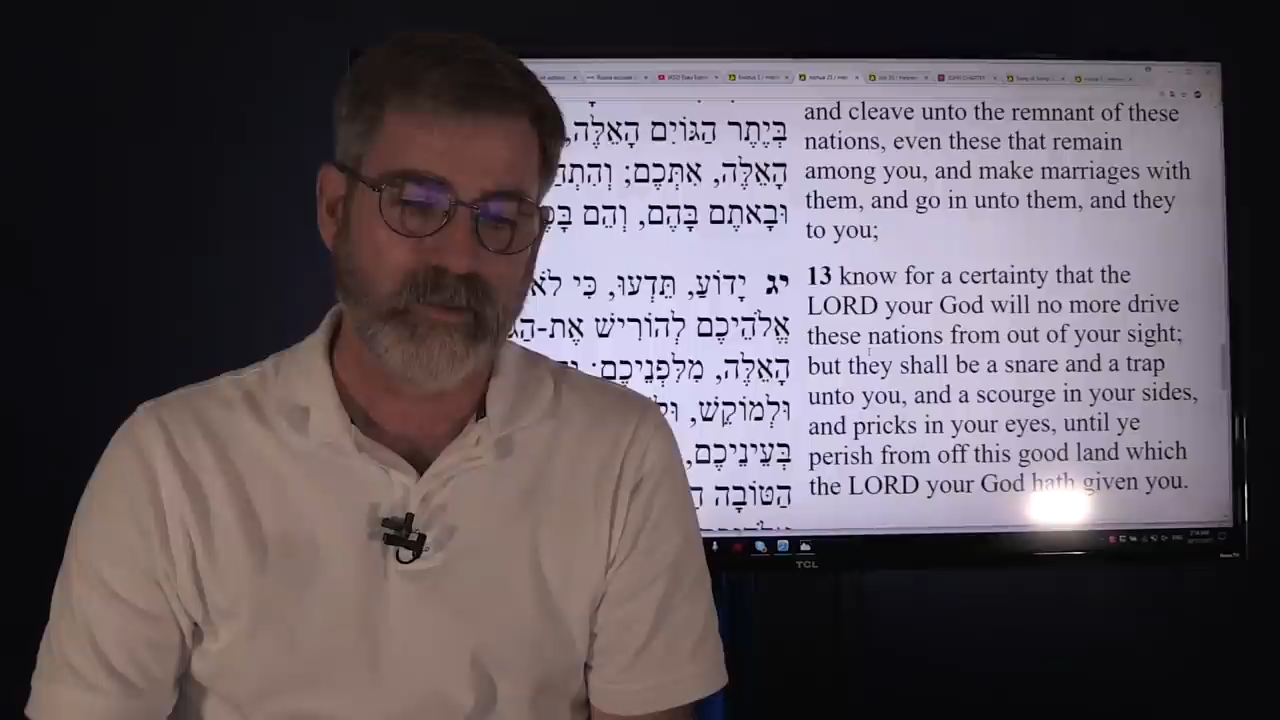 and cleave unto the remnant of these
nations, even these that remain
among you, and make marriages with
them, and go in unto them, and they
to you;
בְּיֶתֶר הַגּוֹיִם הָאֵלֶּה,
הָאֵלֶּה, אִתְּכֶם;
וּבָאתֶם בָּהֶם, וְהֵם
13 know for a certainty that the
LORD your God will no more drive
these nations from out of your sight;
but they shall be a snare and a trap
unto you, and a scourge in your sides,
and pricks in your eyes, until ye
perish from off this good land which
the LORD your God hath given you.
יג יָדוֹעַ, תֵּדְעוּ, כִּי לֹא
אֱלֹהֵיכֶם לְהוֹרִישׁ אֶת-
הָאֵלֶּה, מִלִּפְנֵיכֶם;
וּלְמוֹקֵשׁ,
בְּעֵינֵיכֶם,
הַטּוֹבָה
TCL